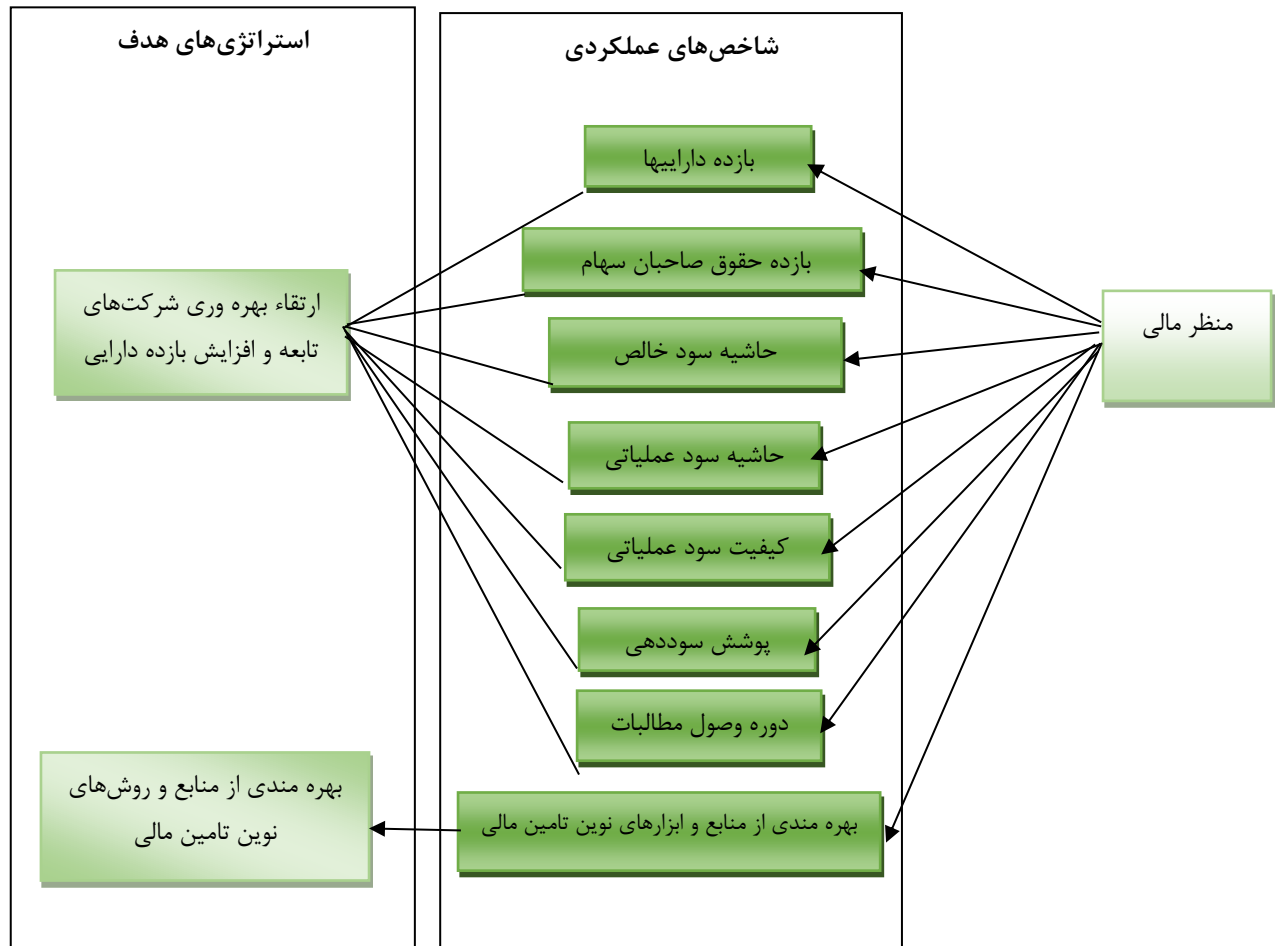 استراتژی‌های هدف
شاخص‌های عملکردی
بازده داراییها
بازده حقوق صاحبان سهام
حاشیه سود خالص
حاشیه سود عملیاتی
کیفیت سود عملیاتی
پوشش سوددهی
دوره وصول مطالبات
بهره مندی از منابع و ابزارهای نوین تامین مالی
منظر مالی
ارتقاء بهره وری شرکت‌های
تابعه و افزایش بازده دارایی
بهره مندی از منابع و روش‌های
نوین تامین مالی